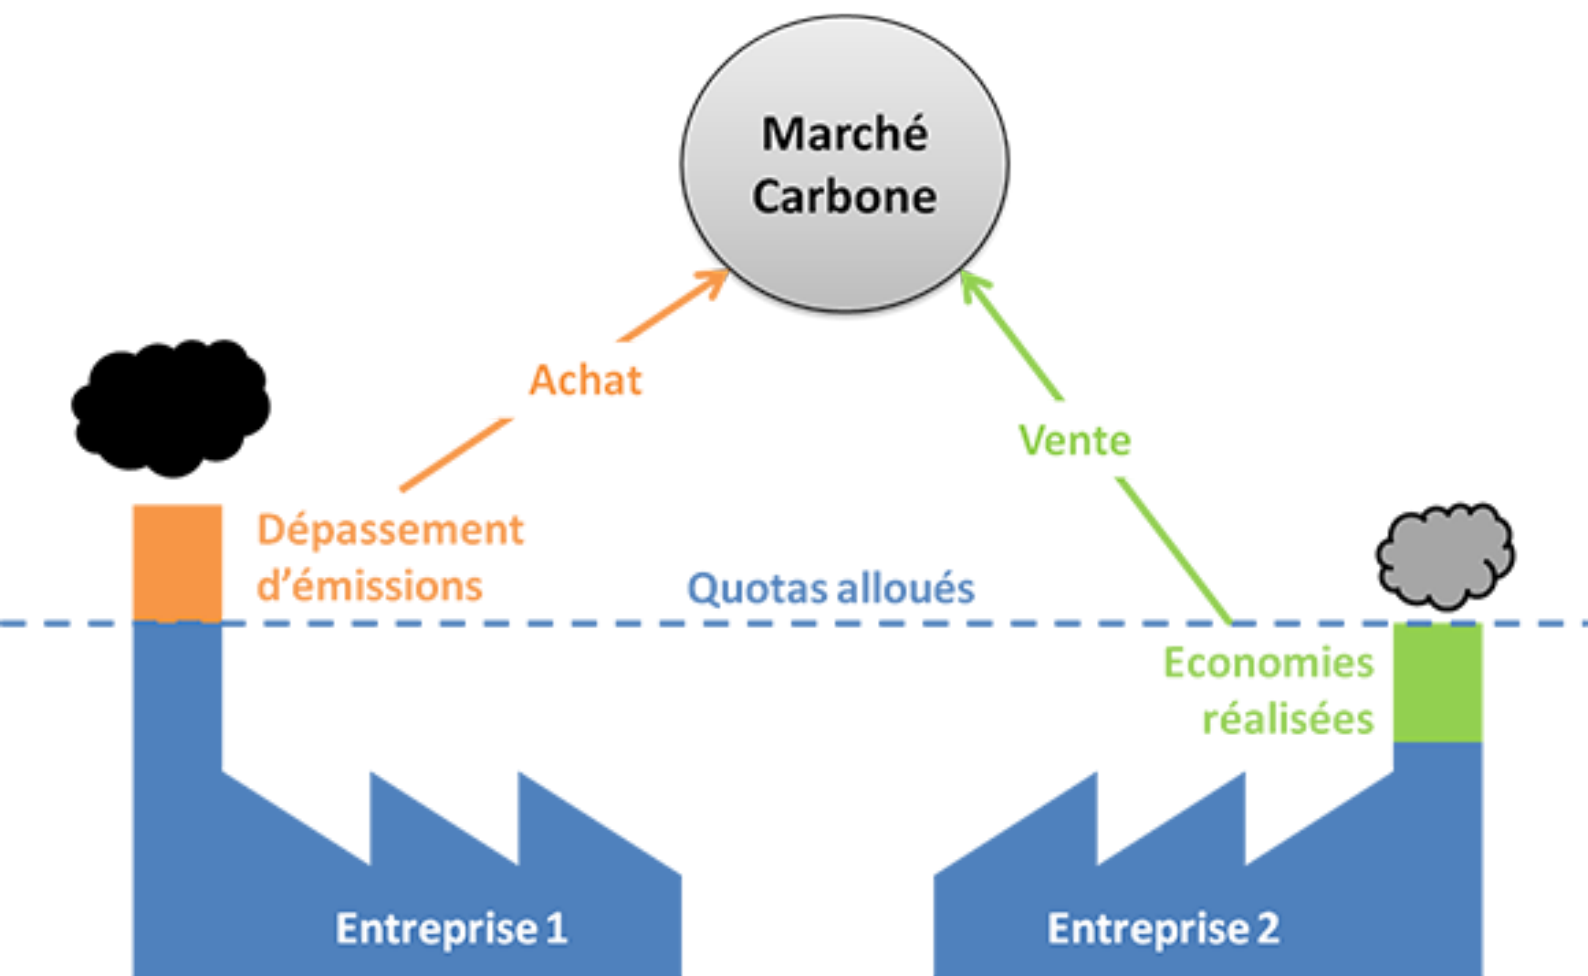 Marché
Carbone
Achat
Vente
Dépassement
d’émissions
Quotas alloués
Economies
réalisées
Entreprise 1
Entreprise 2